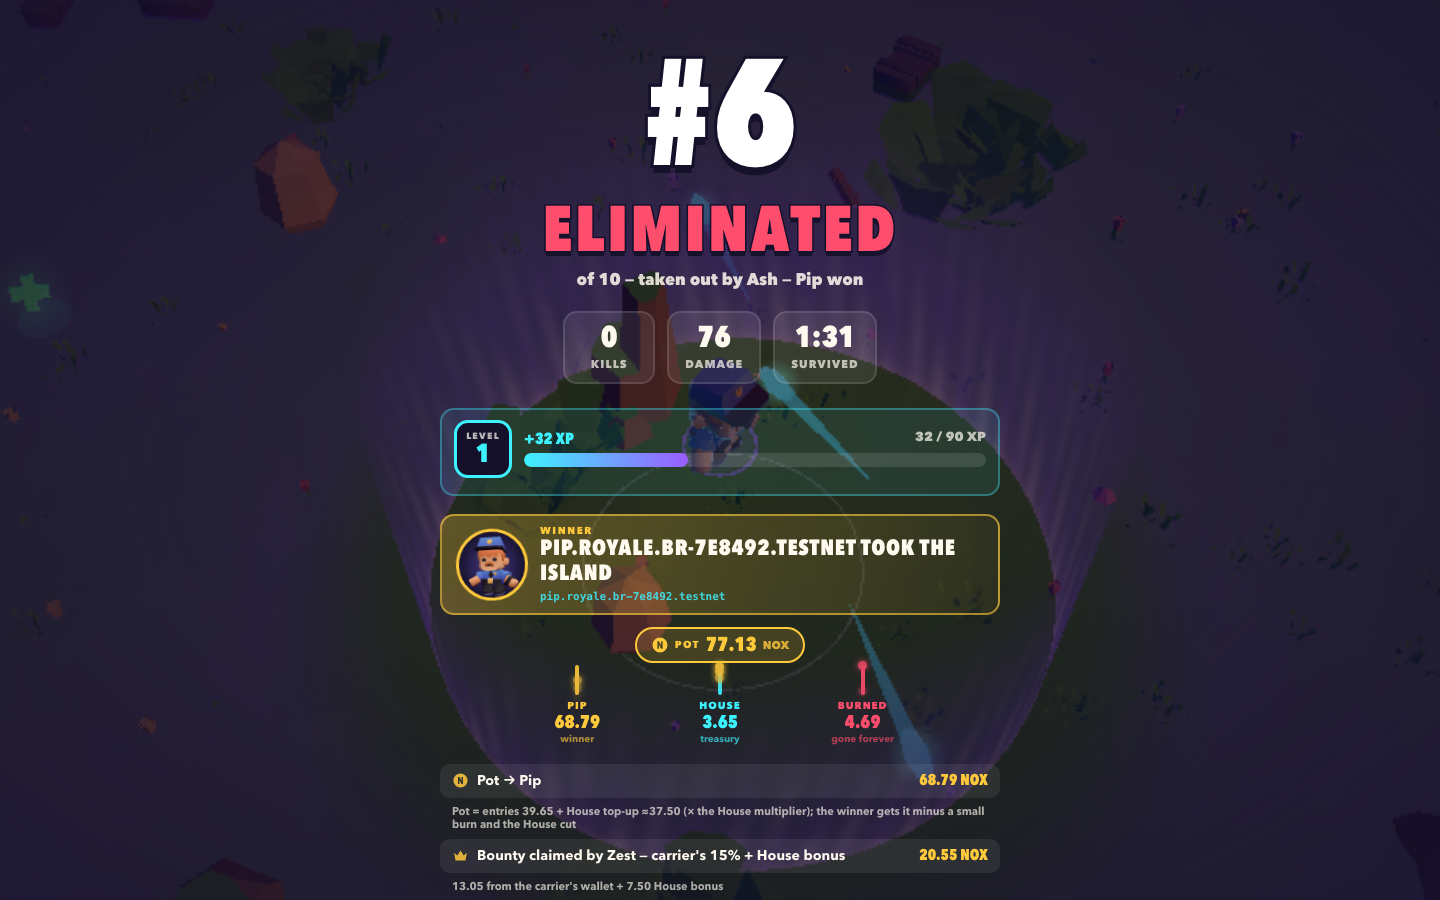 #6
ELIMINATED
of 10 – taken out by Ash – Pip won
0
KILLS
76
DAMAGE
1:31
SURVIVED
LEVEL
1
+32 XP
32 / 90 XP
WINNER
PIP.ROYALE.BR-7E8492.TESTNET TOOK THE
ISLAND
pip.royale.br-7e8492.testnet
N POT 77.13 NOX
PIP
68.79
winner
HOUSE
3.65
treasury
BURNED
4.69
gone forever
N Pot → Pip 68.79 NOX
Pot = entries 39.65 + House top-up ≈37.50 (× the House multiplier); the winner gets it minus a small
burn and the House cut
Bounty claimed by Zest – carrier's 15% + House bonus 20.55 NOX
13.05 from the carrier's wallet + 7.50 House bonus